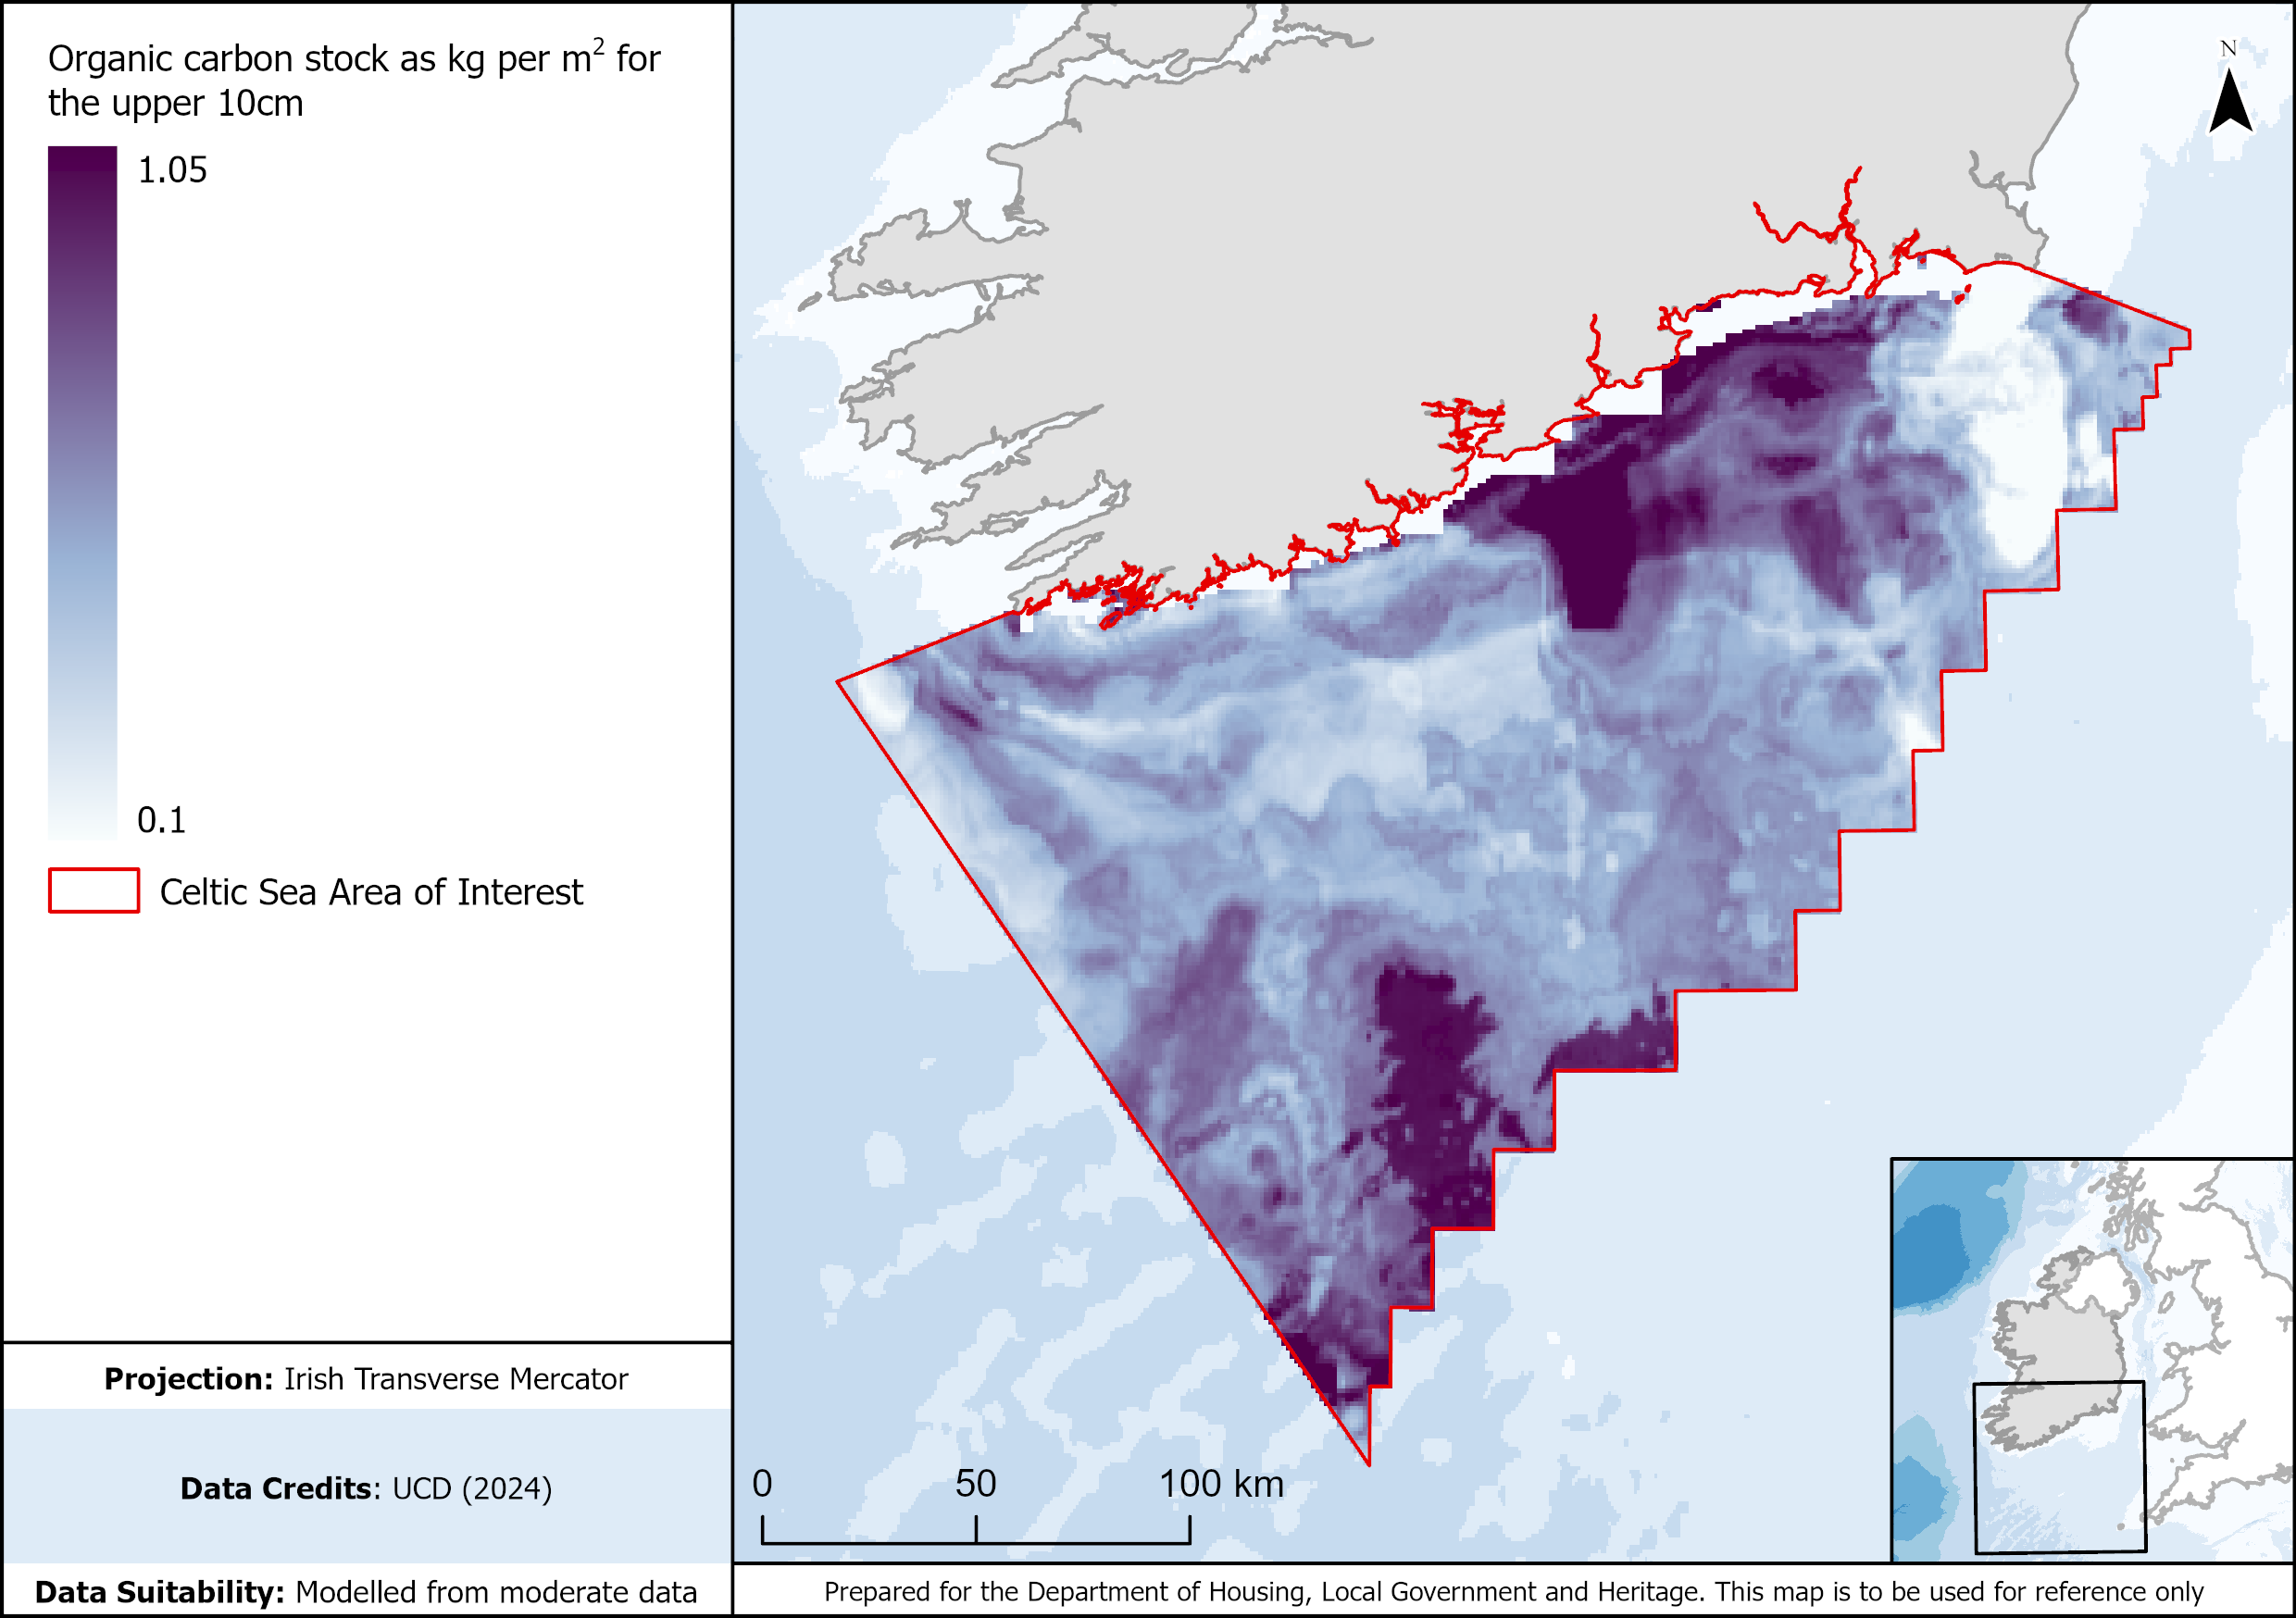 Organic carbon stock as kg per m² for
the upper 10cm
1.05
0.1
Celtic Sea Area of Interest
Projection: Irish Transverse Mercator
Data Credits: UCD (2024)
Data Suitability: Modelled from moderate data
N
0 50 100 km
Prepared for the Department of Housing, Local Government and Heritage. This map is to be used for reference only